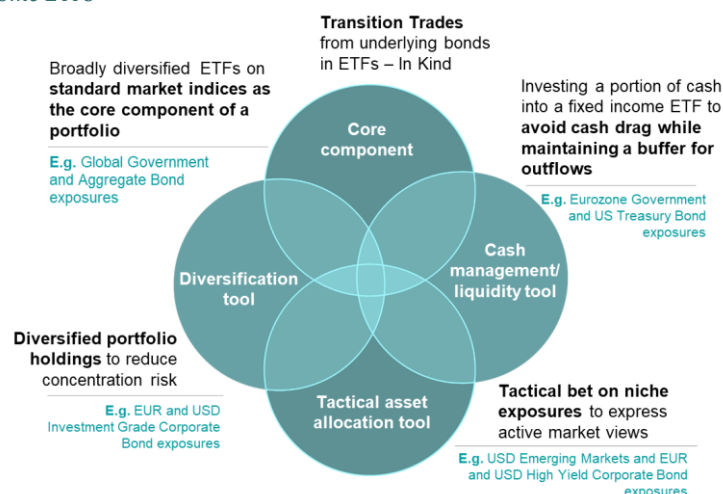 Transition Trades
from underlying bonds
in ETFs – In Kind
Broadly diversified ETFs on
standard market indices as
the core component of a
portfolio
E.g. Global Government
and Aggregate Bond
exposures
Investing a portion of cash
into a fixed income ETF to
avoid cash drag while
maintaining a buffer for
outflows
E.g. Eurozone Government
and US Treasury Bond
exposures
Core
component
Diversification
tool
Cash
management/
liquidity tool
Tactical asset
allocation tool
Diversified portfolio
holdings to reduce
concentration risk
E.g. EUR and USD
Investment Grade Corporate
Bond exposures
Tactical bet on niche
exposures to express
active market views
E.g. USD Emerging Markets and EUR
and USD High Yield Corporate Bond
exposures